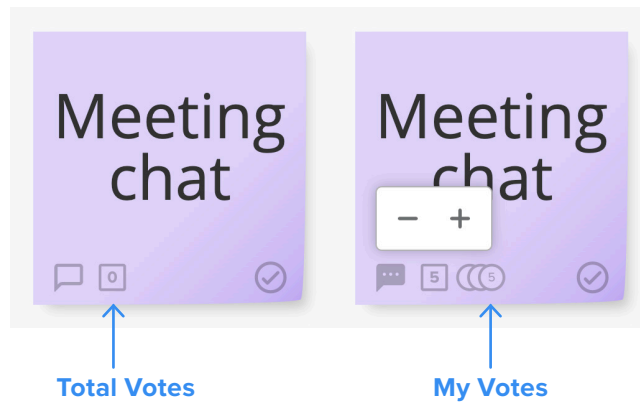 Meeting
chat
0
Total Votes
Meeting
chat
− +
5 5
My Votes